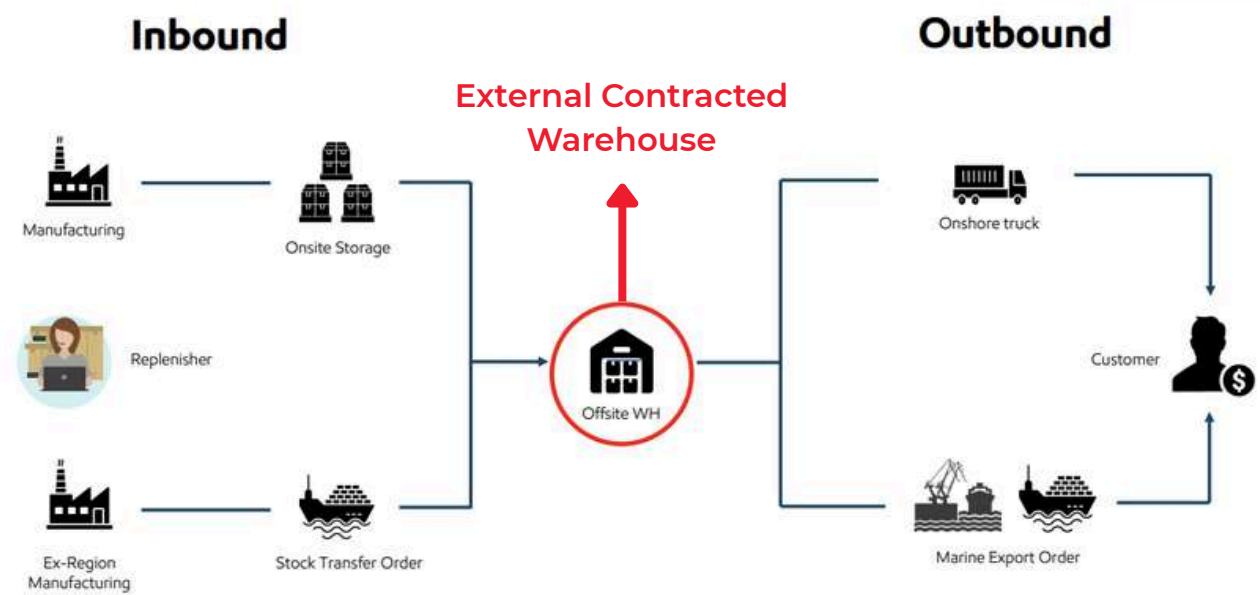 Inbound
Outbound
External Contracted
Warehouse
Manufacturing
Onsite Storage
Onshore truck
Replenisher
Offsite WH
Customer
$
Ex-Region
Manufacturing
Stock Transfer Order
Marine Export Order